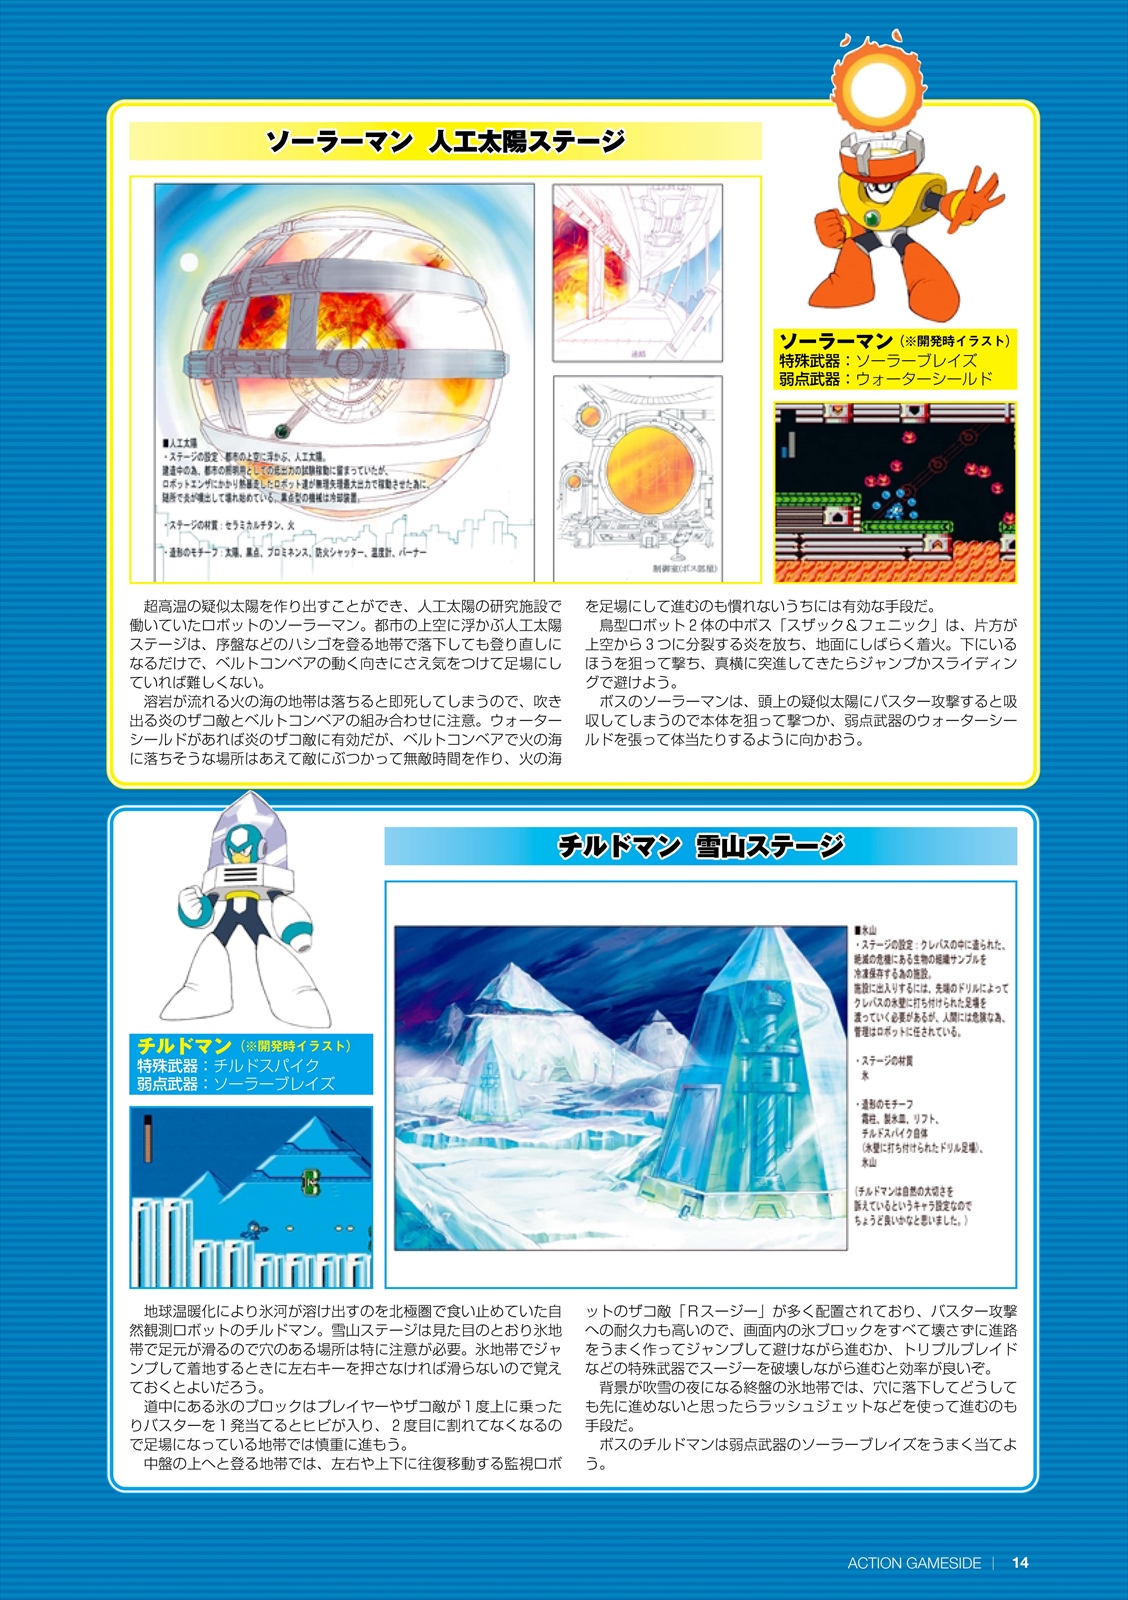 ソーラーマン 人工太陽ステージ
■人工太陽
・ステージの設定：都市の上空に浮かぶ、人工太陽。
建造中の為、都市の照明用としての低出力の試験稼動に留まっていたが、
ロボットエンザにかかり熱暴走したロボット達が無理矢理最大出力で稼動させた為に、
随所で炎が噴出して壊れ始めている。黒点型の機械は冷却装置。
・ステージの材質：セラミカルチタン、火
・造形のモチーフ：太陽、黒点、プロミネンス、防火シャッター、温度計、バーナー
通路
制御室(ボス部屋)
ソーラーマン（※開発時イラスト）
特殊武器：ソーラーブレイズ
弱点武器：ウォーターシールド
超高温の疑似太陽を作り出すことができ、人工太陽の研究施設で
働いていたロボットのソーラーマン。都市の上空に浮かぶ人工太陽
ステージは、序盤などのハシゴを登る地帯で落下しても登り直しに
なるだけで、ベルトコンベアの動く向きにさえ気をつけて足場にし
ていれば難しくない。
溶岩が流れる火の海の地帯は落ちると即死してしまうので、吹き
出る炎のザコ敵とベルトコンベアの組み合わせに注意。ウォーター
シールドがあれば炎のザコ敵に有効だが、ベルトコンベアで火の海
に落ちそうな場所はあえて敵にぶつかって無敵時間を作り、火の海
を足場にして進むのも慣れないうちには有効な手段だ。
鳥型ロボット２体の中ボス「スザック＆フェニック」は、片方が
上空から３つに分裂する炎を放ち、地面にしばらく着火。下にいる
ほうを狙って撃ち、真横に突進してきたらジャンプかスライディン
グで避けよう。
ボスのソーラーマンは、頭上の疑似太陽にバスター攻撃すると吸
収してしまうので本体を狙って撃つか、弱点武器のウォーターシー
ルドを張って体当たりするように向かおう。
チルドマン 雪山ステージ
■氷山
・ステージの設定：クレバスの中に造られた、
絶滅の危機にある生物の組織サンプルを
冷凍保存する為の施設。
施設に出入りするには、先端のドリルによって
クレバスの氷壁に打ち付けられた足場を
渡っていく必要があるが、人間には危険な為、
管理はロボットに任されている。
・ステージの材質
氷
・造形のモチーフ
霜柱、製氷皿、リフト、
チルドスパイク自体
（氷壁に打ち付けられたドリル足場）、
氷山
（チルドマンは自然の大切さを
訴えているというキャラ設定なので
ちょうど良いかなと思いました。）
チルドマン（※開発時イラスト）
特殊武器：チルドスパイク
弱点武器：ソーラーブレイズ
地球温暖化により氷河が溶け出すのを北極圏で食い止めていた自
然観測ロボットのチルドマン。雪山ステージは見た目のとおり氷地
帯で足元が滑るので穴のある場所は特に注意が必要。氷地帯でジャ
ンプして着地するときに左右キーを押さなければ滑らないので覚え
ておくとよいだろう。
道中にある氷のブロックはプレイヤーやザコ敵が１度上に乗った
りバスターを１発当てるとヒビが入り、２度目に割れてなくなるの
で足場になっている地帯では慎重に進もう。
中盤の上へと登る地帯では、左右や上下に往復移動する監視ロボ
ットのザコ敵「Ｒスージー」が多く配置されており、バスター攻撃
への耐久力も高いので、画面内の氷ブロックをすべて壊さずに進路
をうまく作ってジャンプして避けながら進むか、トリプルブレイド
などの特殊武器でスージーを破壊しながら進むと効率が良いぞ。
背景が吹雪の夜になる終盤の氷地帯では、穴に落下してどうして
も先に進めないと思ったらラッシュジェットなどを使って進むのも
手段だ。
ボスのチルドマンは弱点武器のソーラーブレイズをうまく当てよ
う。
ACTION GAMESIDE | 14